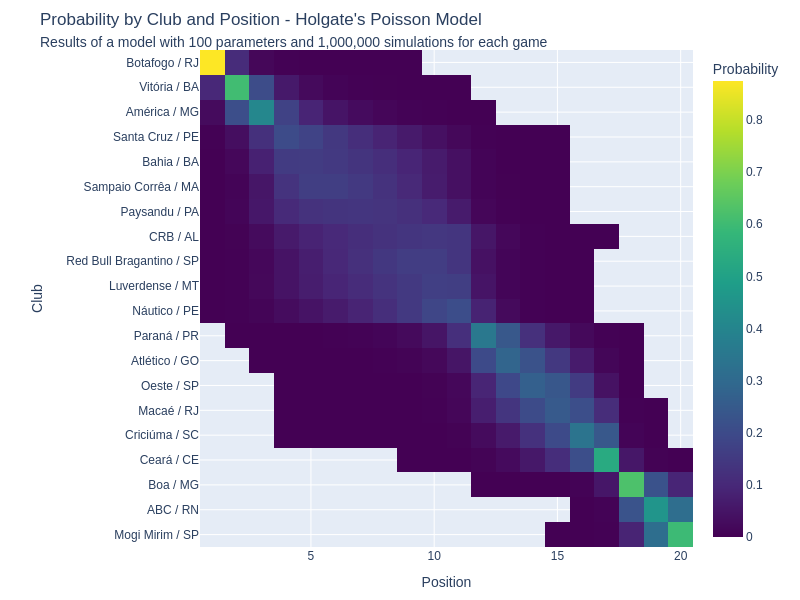 Probability by Club and Position - Holgate's Poisson Model
Results of a model with 100 parameters and 1,000,000 simulations for each game
Probability
Botafogo / RJ
Vitória / BA
América / MG
Santa Cruz / PE
Bahia / BA
Sampaio Corrêa / MA
Paysandu / PA
CRB / AL
Red Bull Bragantino / SP
Luverdense / MT
Náutico / PE
Paraná / PR
Atlético / GO
Oeste / SP
Macaé / RJ
Criciúma / SC
Ceará / CE
Boa / MG
ABC / RN
Mogi Mirim / SP
Club
5
10
15
20
Position
0.8
0.7
0.6
0.5
0.4
0.3
0.2
0.1
0